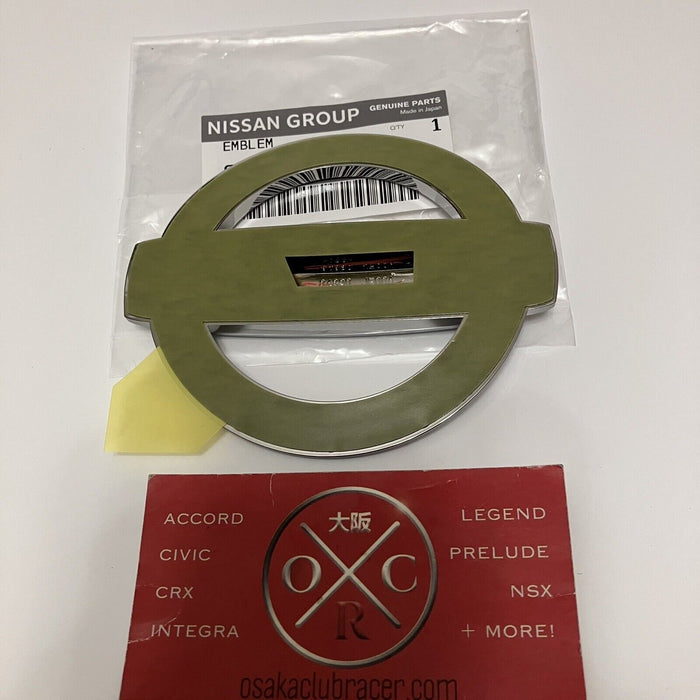 NISSAN GROUP
GENUINE PARTS
Made in Japan
EMBLEM
Q'TY 1
大阪
O C
R
ACCORD
CIVIC
CRX
INTEGRA
LEGEND
PRELUDE
NSX
+ MORE!
osakaclubracer.com